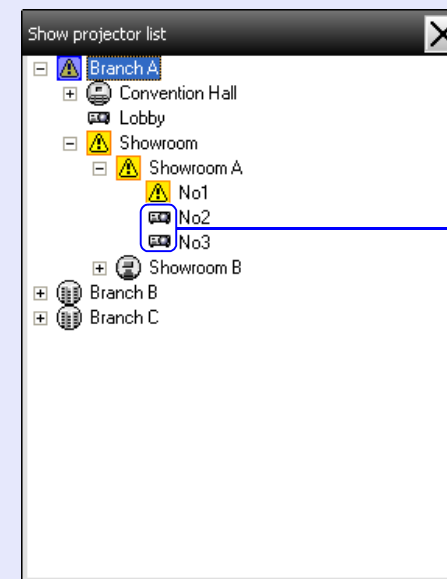 Show projector list
Branch A
Convention Hall
Lobby
Showroom
Showroom A
No1
No2
No3
Showroom B
Branch B
Branch C